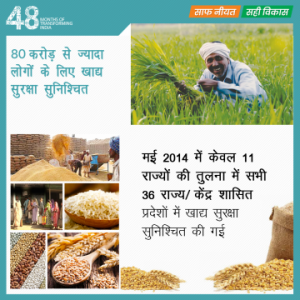 48 MONTHS OF
TRANSFORMING
INDIA
साफ नीयत सही विकास
80 करोड़ से ज्यादा
लोगों के लिए खाद्य
सुरक्षा सुनिश्चित
मई 2014 में केवल 11
राज्यों की तुलना में सभी
36 राज्य/ केंद्र शासित
प्रदेशों में खाद्य सुरक्षा
सुनिश्चित की गई